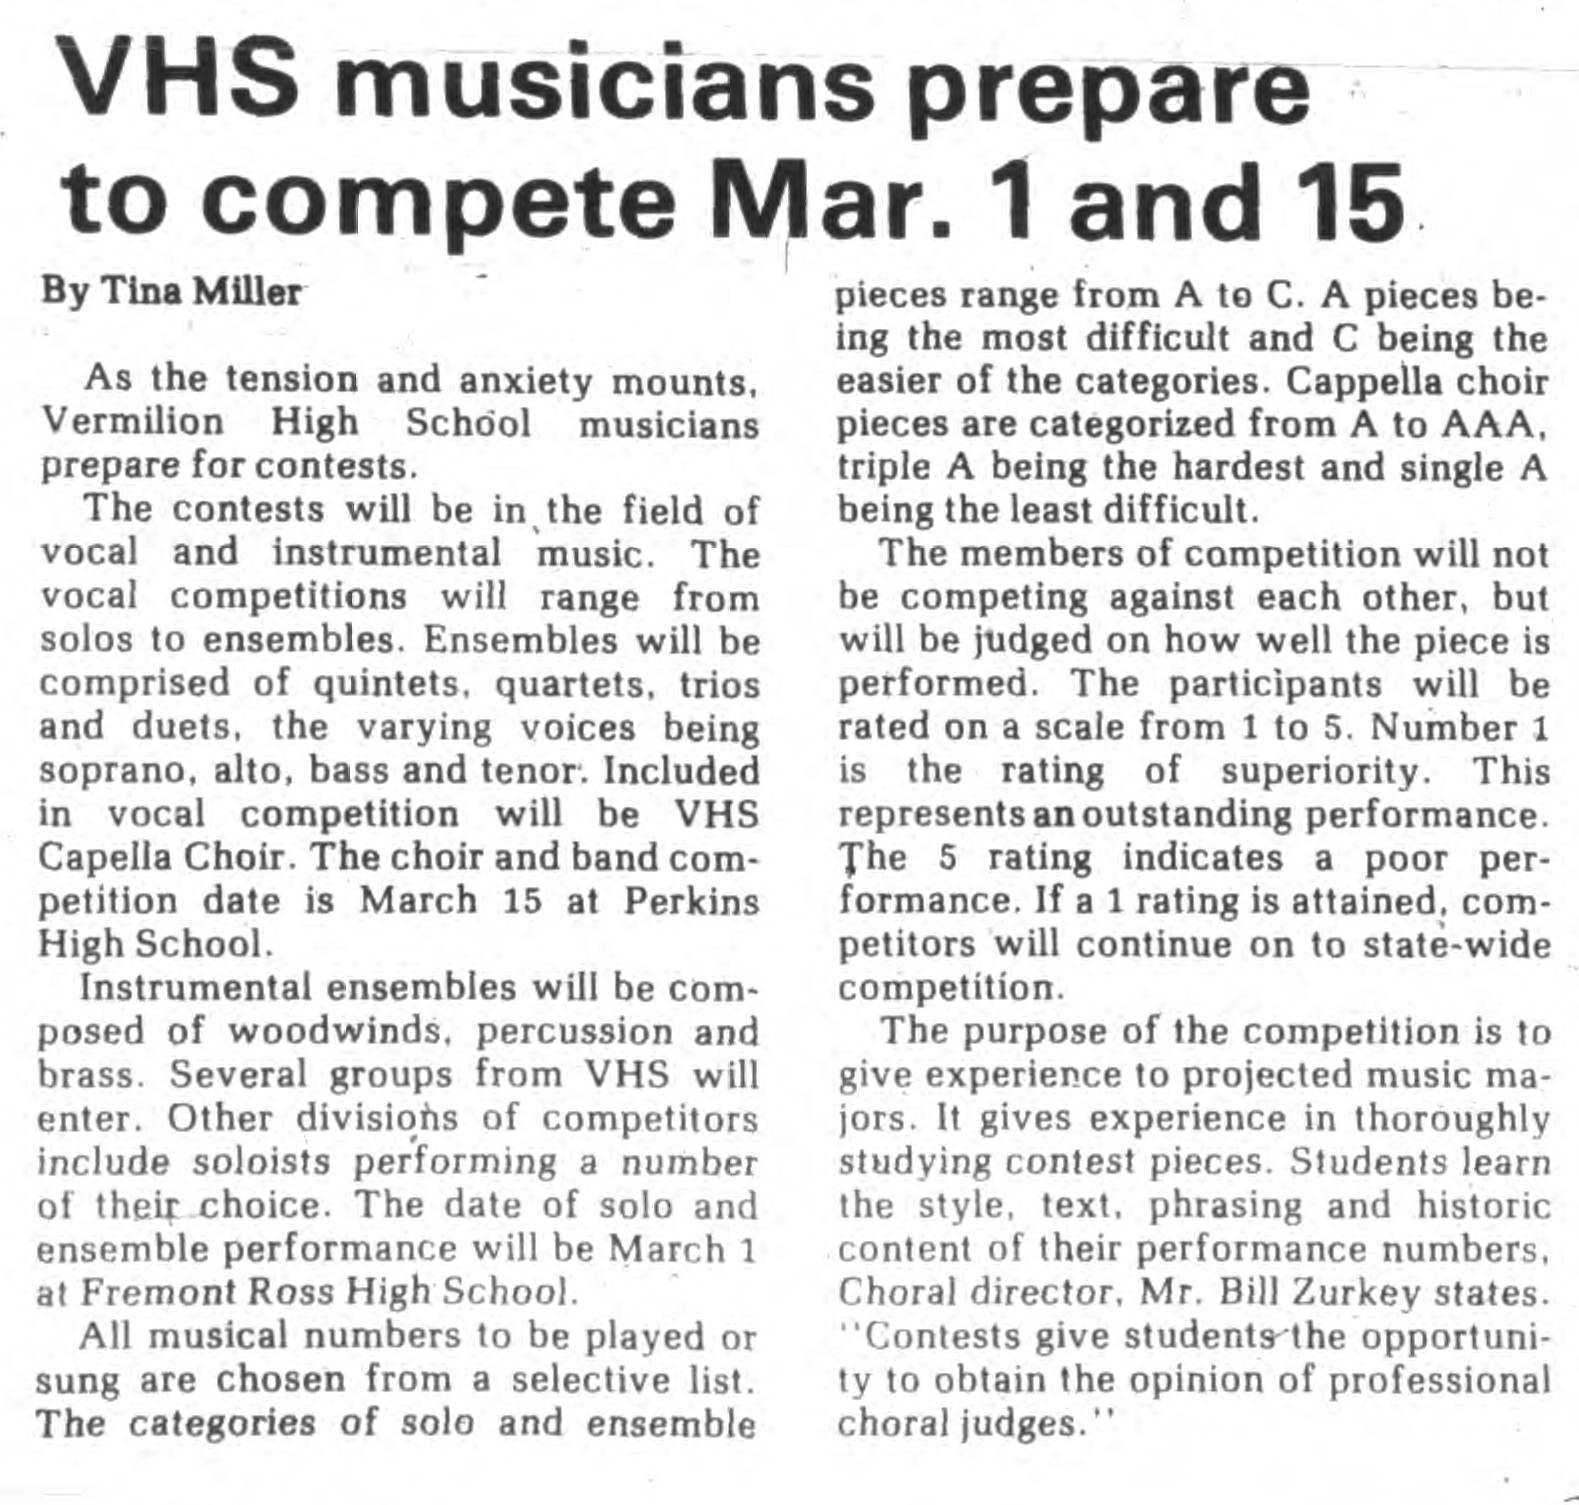 VHS musicians prepare
to compete Mar. 1 and 15
By Tina Miller
As the tension and anxiety mounts,
Vermilion High School musicians
prepare for contests.
The contests will be in the field of
vocal and instrumental music. The
vocal competitions will range from
solos to ensembles. Ensembles will be
comprised of quintets, quartets, trios
and duets, the varying voices being
soprano, alto, bass and tenor. Included
in vocal competition will be VHS
Capella Choir. The choir and band com-
petition date is March 15 at Perkins
High School.
Instrumental ensembles will be com-
posed of woodwinds, percussion and
brass. Several groups from VHS will
enter. Other divisions of competitors
include soloists performing a number
of their choice. The date of solo and
ensemble performance will be March 1
at Fremont Ross High School.
All musical numbers to be played or
sung are chosen from a selective list.
The categories of solo and ensemble
pieces range from A to C. A pieces be-
ing the most difficult and C being the
easier of the categories. Cappella choir
pieces are categorized from A to AAA,
triple A being the hardest and single A
being the least difficult.
The members of competition will not
be competing against each other, but
will be judged on how well the piece is
performed. The participants will be
rated on a scale from 1 to 5. Number 1
is the rating of superiority. This
represents an outstanding performance.
The 5 rating indicates a poor per-
formance. If a 1 rating is attained, com-
petitors will continue on to state-wide
competition.
The purpose of the competition is to
give experience to projected music ma-
jors. It gives experience in thoroughly
studying contest pieces. Students learn
the style, text, phrasing and historic
content of their performance numbers,
Choral director, Mr. Bill Zurkey states.
"Contests give students the opportuni-
ty to obtain the opinion of professional
choral judges."